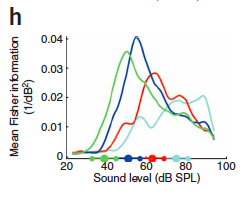 h
Mean Fisher information
(1/dB²)
0.04
0.03
0.02
0.01
0
20 40 60 80 100
Sound level (dB SPL)